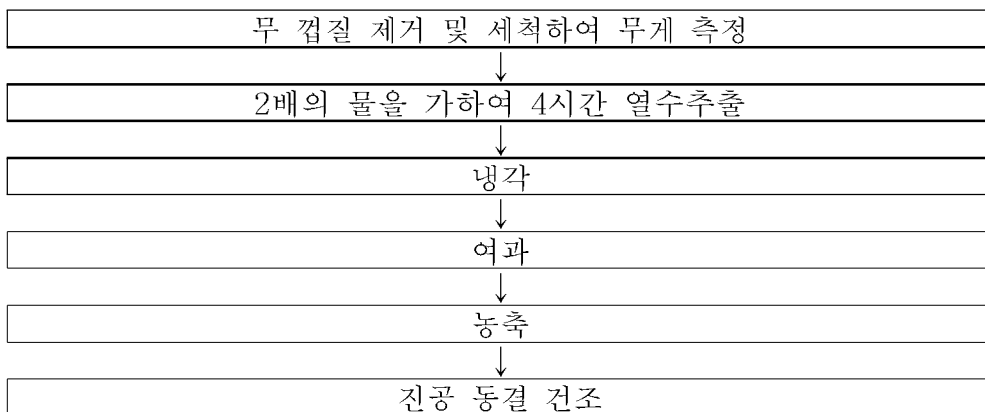 무 껍질 제거 및 세척하여 무게 측정
↓
2배의 물을 가하여 4시간 열수추출
↓
냉각
↓
여과
↓
농축
↓
진공 동결 건조